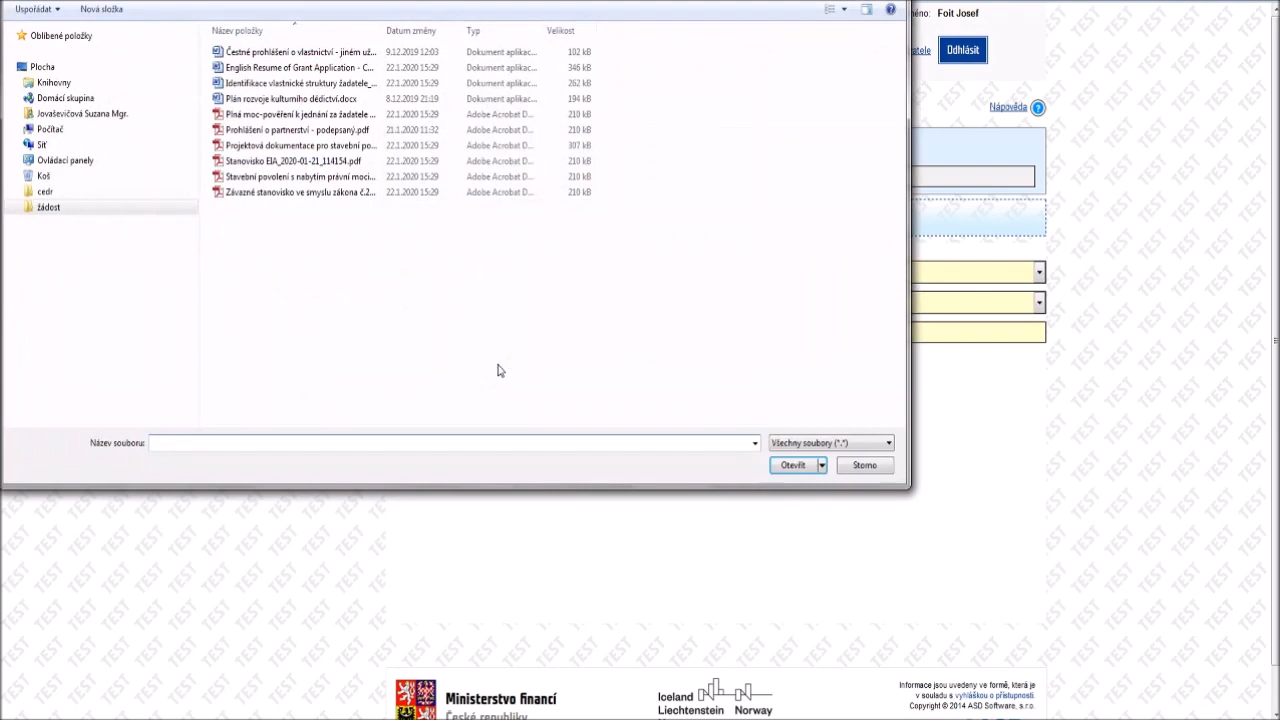 Uspořádat
Nová složka
méno: Foit Josef
Oblíbené položky
Plocha
Knihovny
Domácí skupina
Jovaševičová Suzana Mgr.
Počítač
Síť
Ovládací panely
Koš
cedr
žádost
Název položky Datum změny Typ Velikost
Čestné prohlášení o vlastnictví - jiném už... 9.12.2019 12:03 Dokument aplikac... 102 kB
English Resume of Grant Application - C... 22.1.2020 15:29 Dokument aplikac... 346 kB
Identifikace vlastnické struktury žadatele_... 22.1.2020 15:29 Dokument aplikac... 262 kB
Plán rozvoje kulturního dědictví.docx 8.12.2019 21:19 Dokument aplikac... 194 kB
Plná moc-pověření k jednání za žadatele ... 22.1.2020 15:29 Adobe Acrobat D... 210 kB
Prohlášení o partnerství - podepsaný.pdf 21.1.2020 11:32 Adobe Acrobat D... 210 kB
Projektová dokumentace pro stavební po... 22.1.2020 15:29 Adobe Acrobat D... 307 kB
Stanovisko EIA_2020-01-21_114154.pdf 22.1.2020 15:29 Adobe Acrobat D... 210 kB
Stavební povolení s nabytím právní moci... 22.1.2020 15:29 Adobe Acrobat D... 210 kB
Závazné stanovisko ve smyslu zákona č.2... 22.1.2020 15:29 Adobe Acrobat D... 210 kB
vatele Odhlásit
Nápověda ?
Název souboru:
Všechny soubory (*.*)
Otevřít
Storno
TEST
Ministerstvo financí
České republiky
Iceland
Liechtenstein Norway
Informace jsou uvedeny ve formě, která je
v souladu s vyhláškou o přístupnosti.
Copyright © 2014 ASD Software, s.r.o.